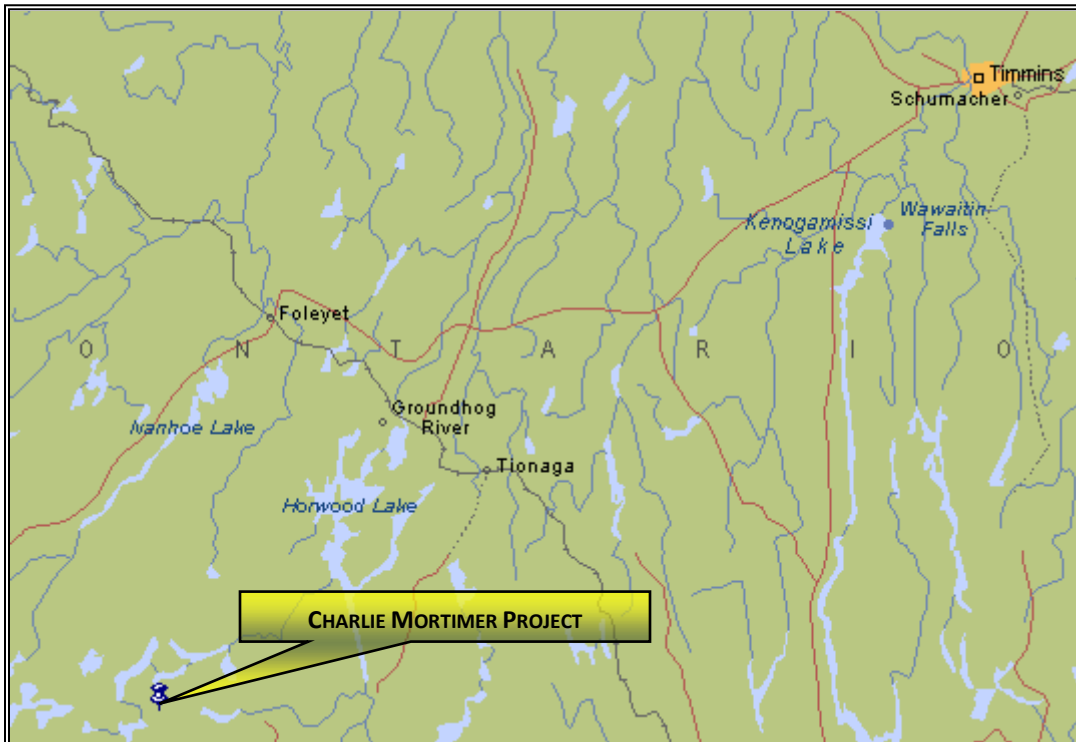 Timmins
Schumacher
Kenogamissi
Lake
Wawaitin
Falls
Foleyet
O N T A R I O
Groundhog
River
Ivanhoe Lake
Tionaga
Horwood Lake
CHARLIE MORTIMER PROJECT